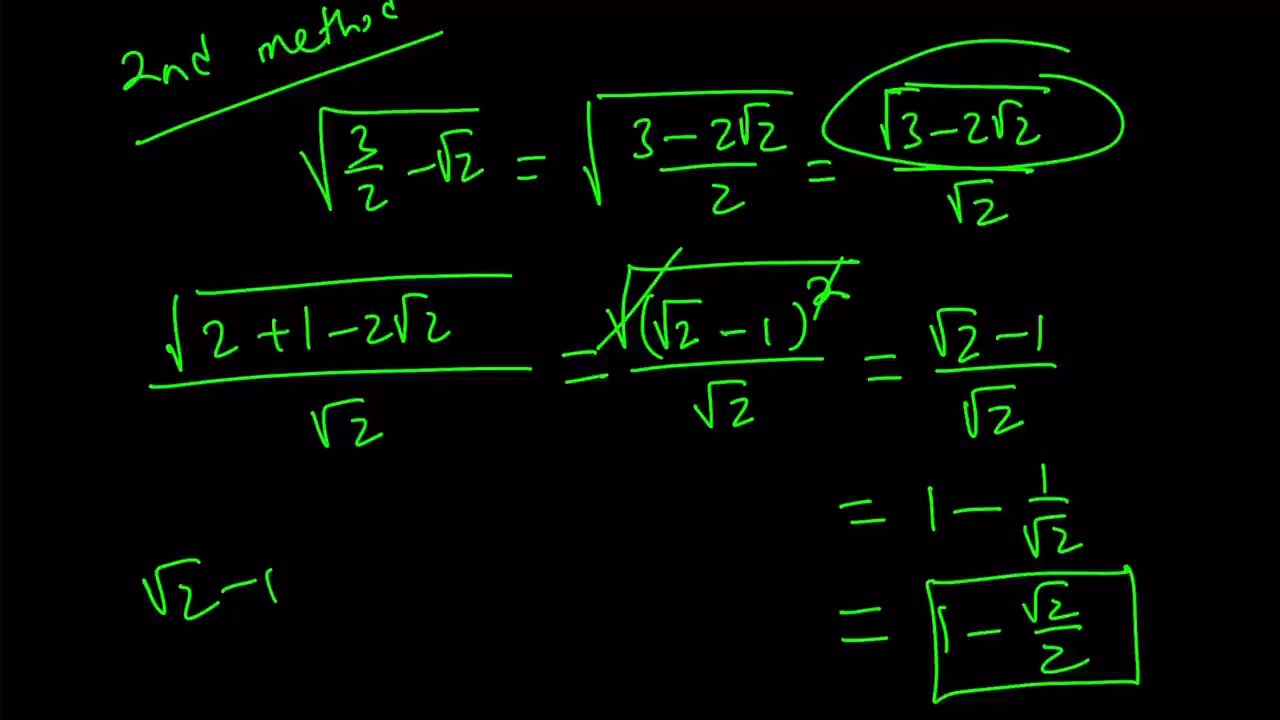 2nd method
√(3/2 − √2) = √((3 − 2√2)/2) = √(3 − 2√2)/√2
√(2 + 1 − 2√2)/√2 = √((√2 − 1)²)/√2 = (√2 − 1)/√2
= 1 − 1/√2
√2 − 1
= 1 − √2/2